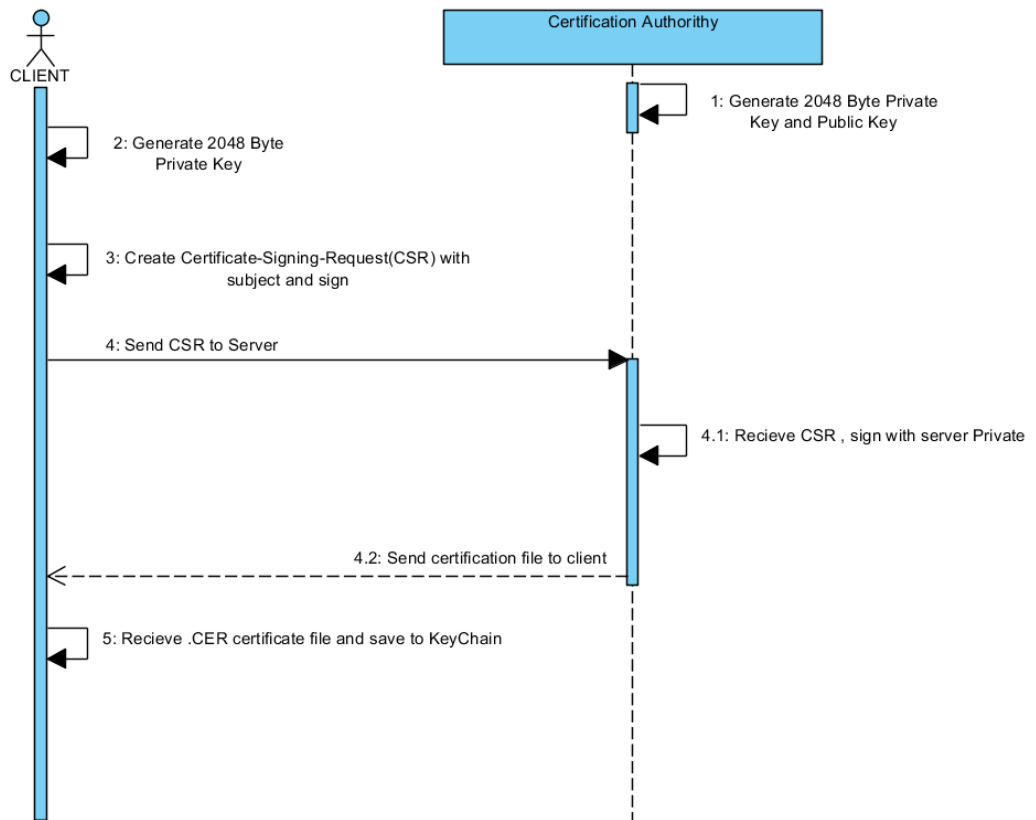 Certification Authorithy
CLIENT
1: Generate 2048 Byte Private
Key and Public Key
2: Generate 2048 Byte
Private Key
3: Create Certificate-Signing-Request(CSR) with
subject and sign
4: Send CSR to Server
4.1: Recieve CSR , sign with server Private
4.2: Send certification file to client
5: Recieve .CER certificate file and save to KeyChain